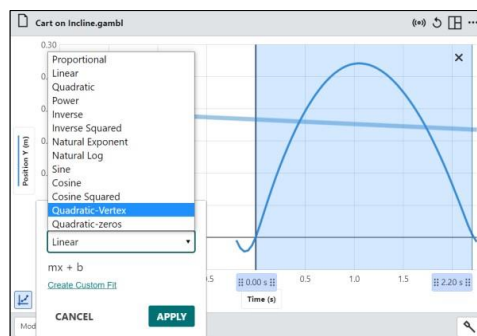 Cart on Incline.gambl
0.30
Proportional
Linear
Quadratic
Power
Inverse
Inverse Squared
Natural Exponent
Natural Log
Sine
Cosine
Cosine Squared
Quadratic-Vertex
Quadratic-zeros
Linear
mx + b
Create Custom Fit
CANCEL
APPLY
Position Y (m)
0.00 s
0.5
1.0
1.5
2.20 s
Time (s)